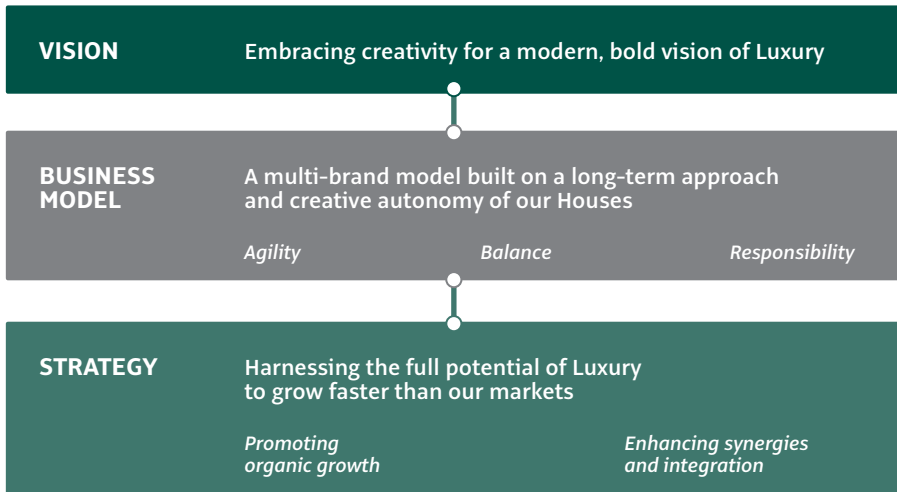 VISION
Embracing creativity for a modern, bold vision of Luxury
BUSINESS
MODEL
A multi-brand model built on a long-term approach
and creative autonomy of our Houses
Agility
Balance
Responsibility
STRATEGY
Harnessing the full potential of Luxury
to grow faster than our markets
Promoting
organic growth
Enhancing synergies
and integration